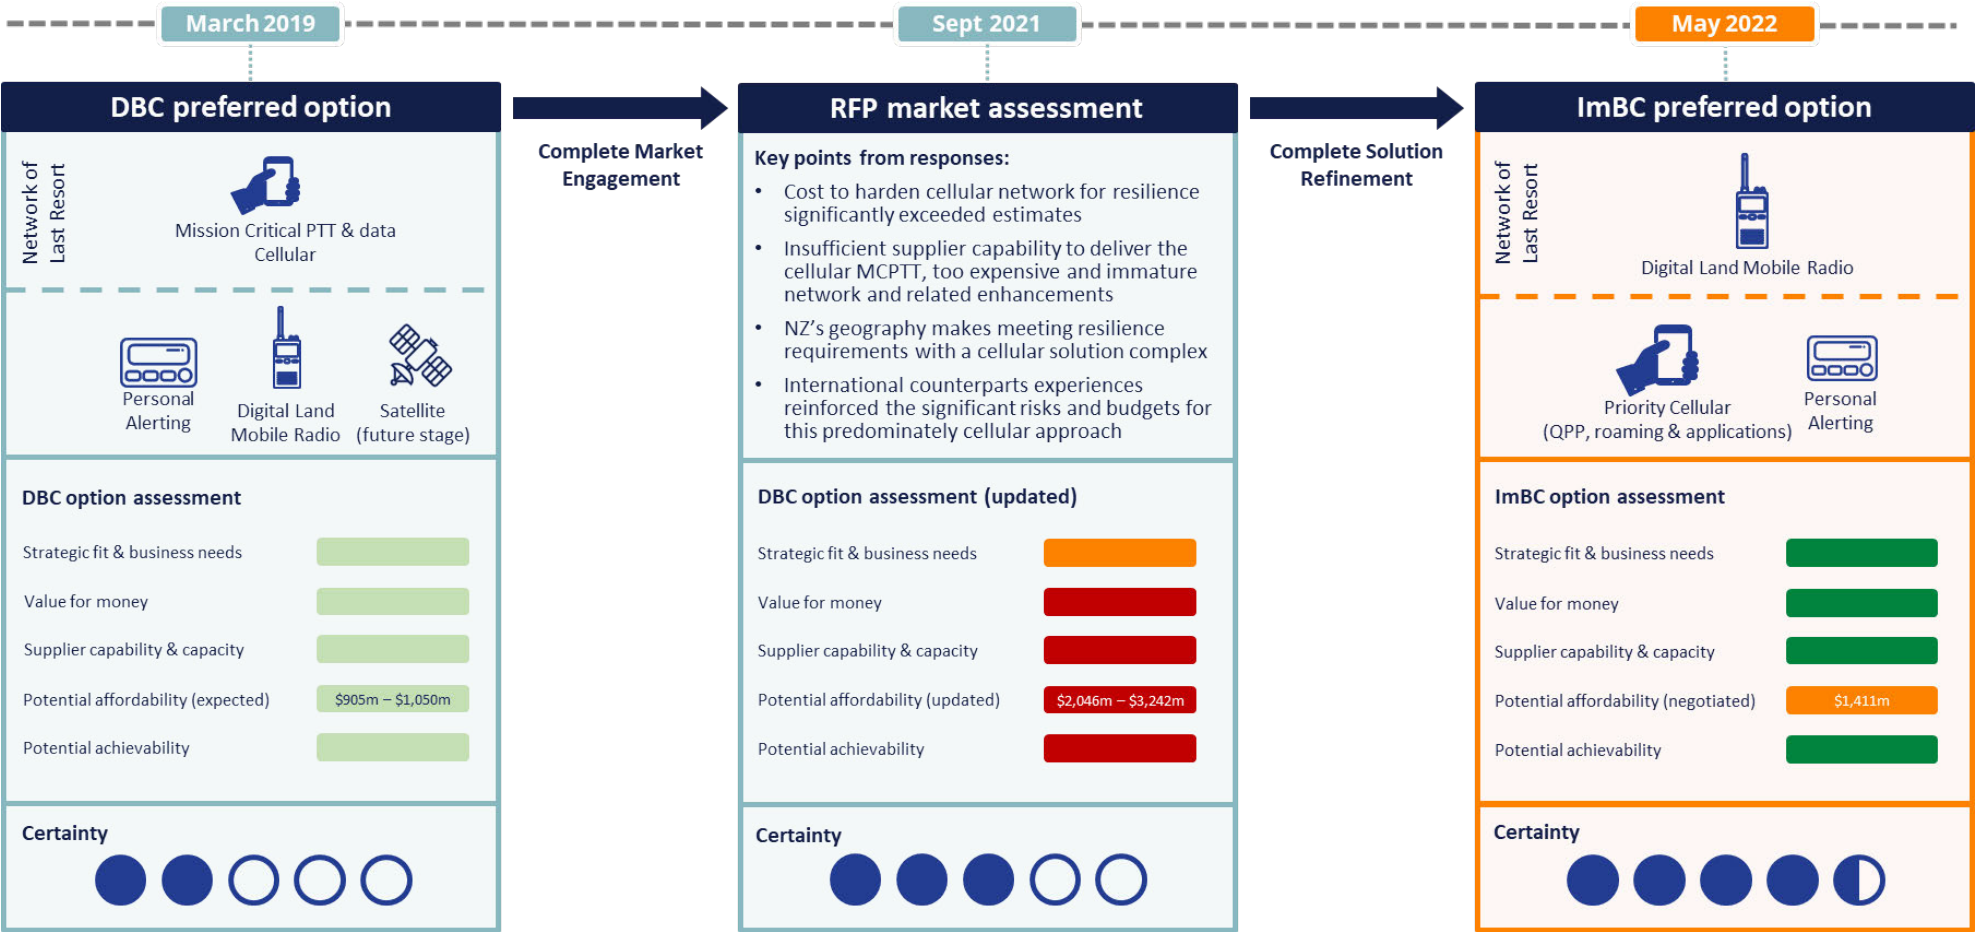 March 2019
Sept 2021
May 2022
DBC preferred option
Network of
Last Resort
Mission Critical PTT & data
Cellular
Personal
Alerting
Digital Land
Mobile Radio
Satellite
(future stage)
DBC option assessment
Strategic fit & business needs
Value for money
Supplier capability & capacity
Potential affordability (expected)
$905m – $1,050m
Potential achievability
Certainty
Complete Market
Engagement
RFP market assessment
Key points from responses:
• Cost to harden cellular network for resilience
significantly exceeded estimates
• Insufficient supplier capability to deliver the
cellular MCPTT, too expensive and immature
network and related enhancements
• NZ's geography makes meeting resilience
requirements with a cellular solution complex
• International counterparts experiences
reinforced the significant risks and budgets for
this predominately cellular approach
DBC option assessment (updated)
Strategic fit & business needs
Value for money
Supplier capability & capacity
Potential affordability (updated)
$2,046m – $3,242m
Potential achievability
Certainty
Complete Solution
Refinement
ImBC preferred option
Network of
Last Resort
Digital Land Mobile Radio
Priority Cellular
(QPP, roaming & applications)
Personal
Alerting
ImBC option assessment
Strategic fit & business needs
Value for money
Supplier capability & capacity
Potential affordability (negotiated)
$1,411m
Potential achievability
Certainty